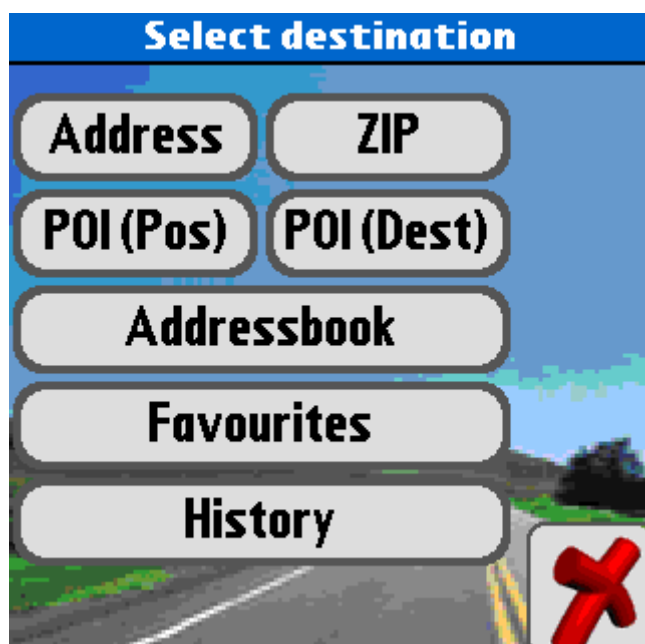 Select destination
Address ZIP
POI (Pos) POI (Dest)
Addressbook
Favourites
History